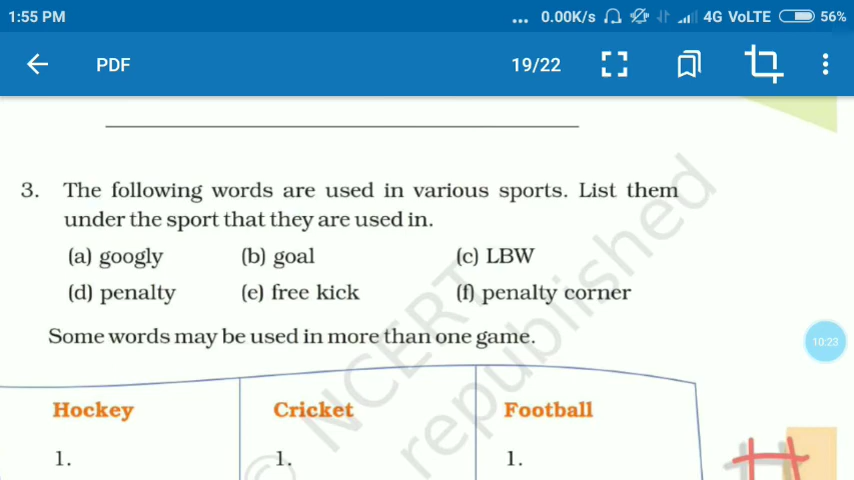 1:55 PM
... 0.00K/s 4G VoLTE 56%
PDF
19/22
3. The following words are used in various sports. List them
under the sport that they are used in.
(a) googly (b) goal (c) LBW
(d) penalty (e) free kick (f) penalty corner
Some words may be used in more than one game.
10:23
Hockey Cricket Football
1. 1. 1.
© NCERT
republished